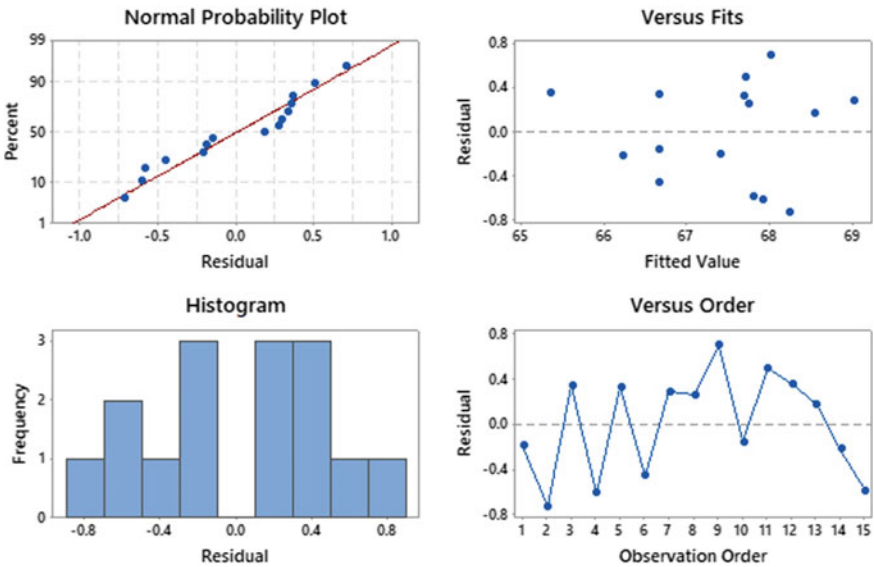 Normal Probability Plot
99
90
50
10
1
Percent
-1.0 -0.5 0.0 0.5 1.0
Residual
Versus Fits
0.8
0.4
0.0
-0.4
-0.8
Residual
65 66 67 68 69
Fitted Value
Histogram
3
2
1
0
Frequency
-0.8 -0.4 0.0 0.4 0.8
Residual
Versus Order
0.8
0.4
0.0
-0.4
-0.8
Residual
1 2 3 4 5 6 7 8 9 10 11 12 13 14 15
Observation Order